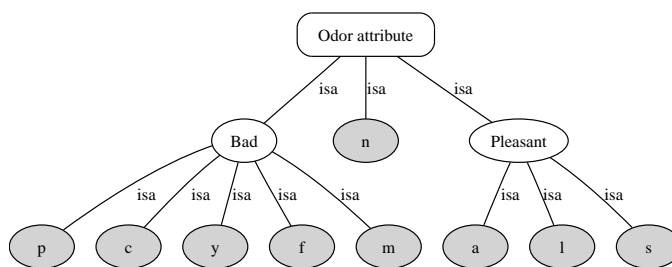 Odor attribute
isa isa isa
Bad n Pleasant
isa isa isa isa isa isa isa isa
p c y f m a l s